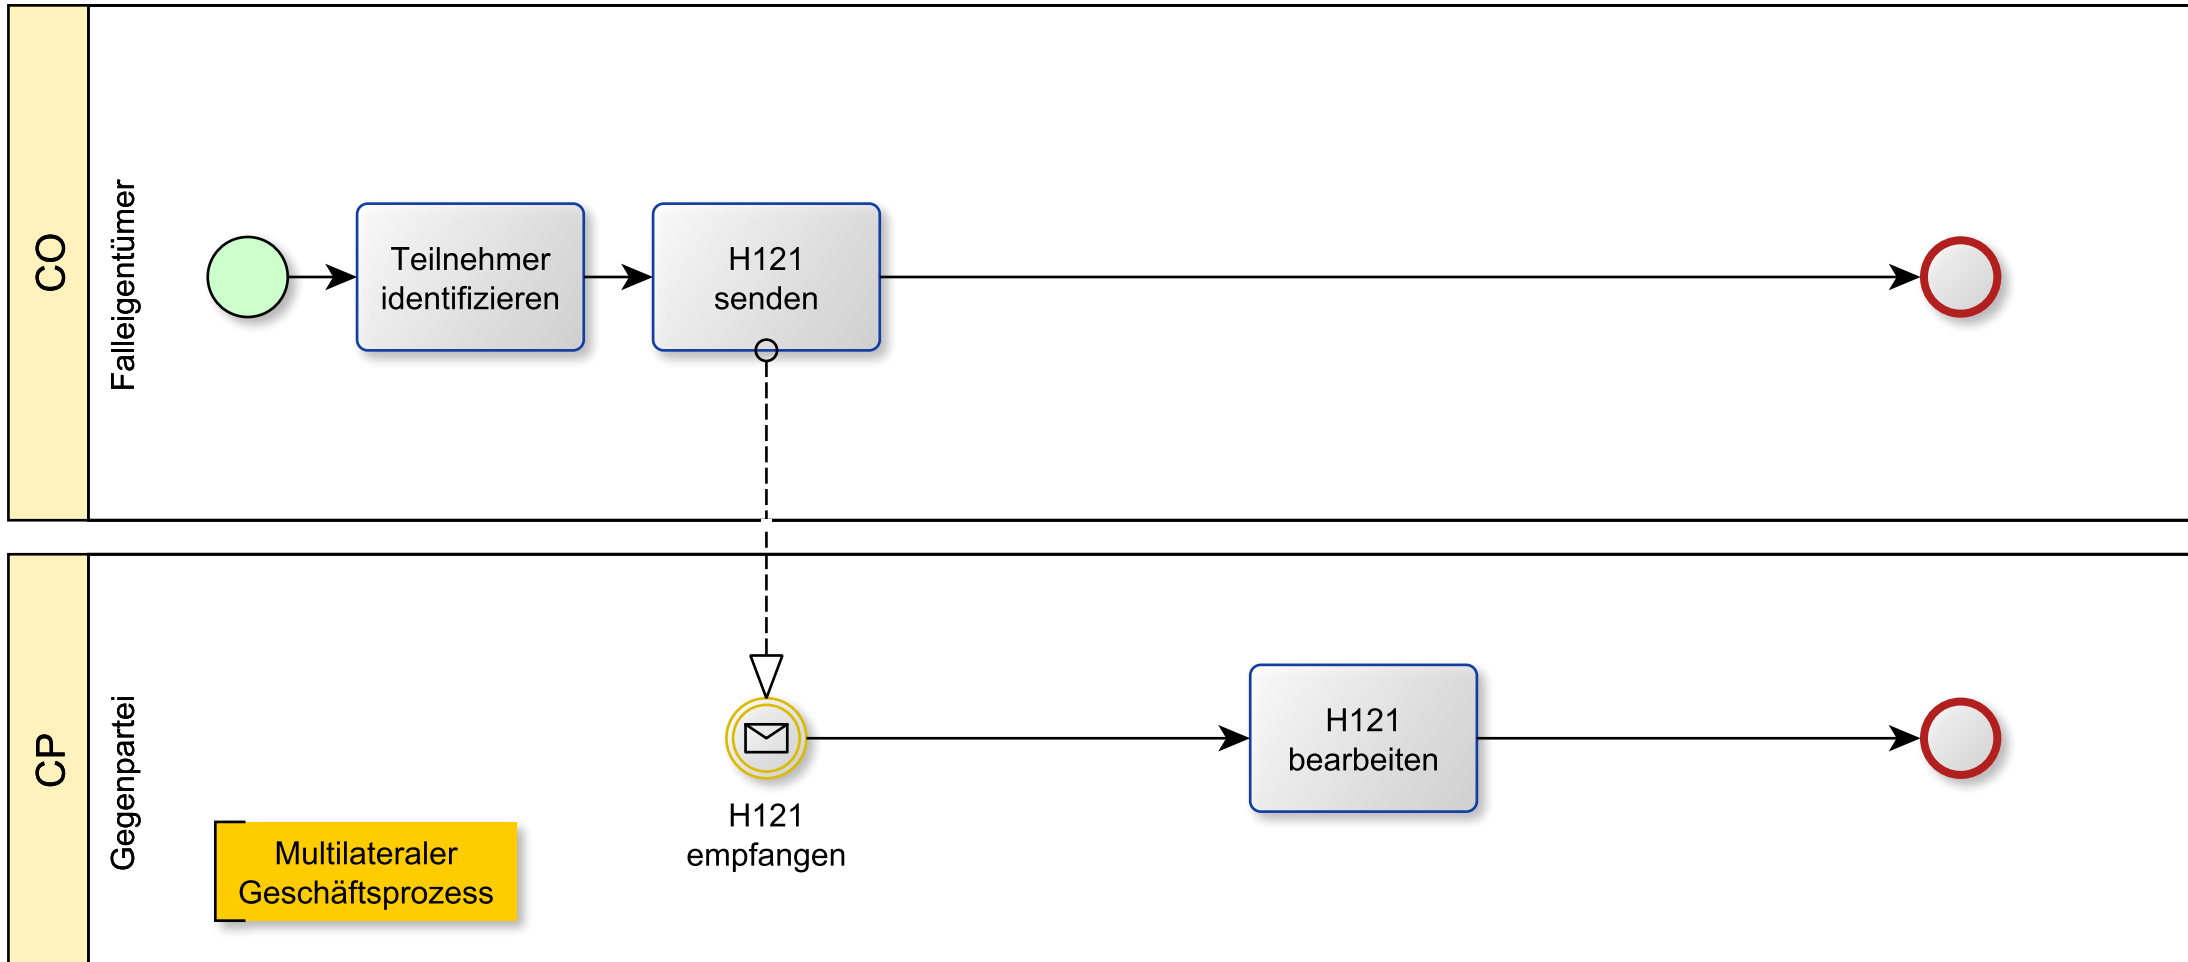 CO
Falleigentümer
Teilnehmer
identifizieren
H121
senden
CP
Gegenpartei
H121
empfangen
H121
bearbeiten
Multilateraler
Geschäftsprozess